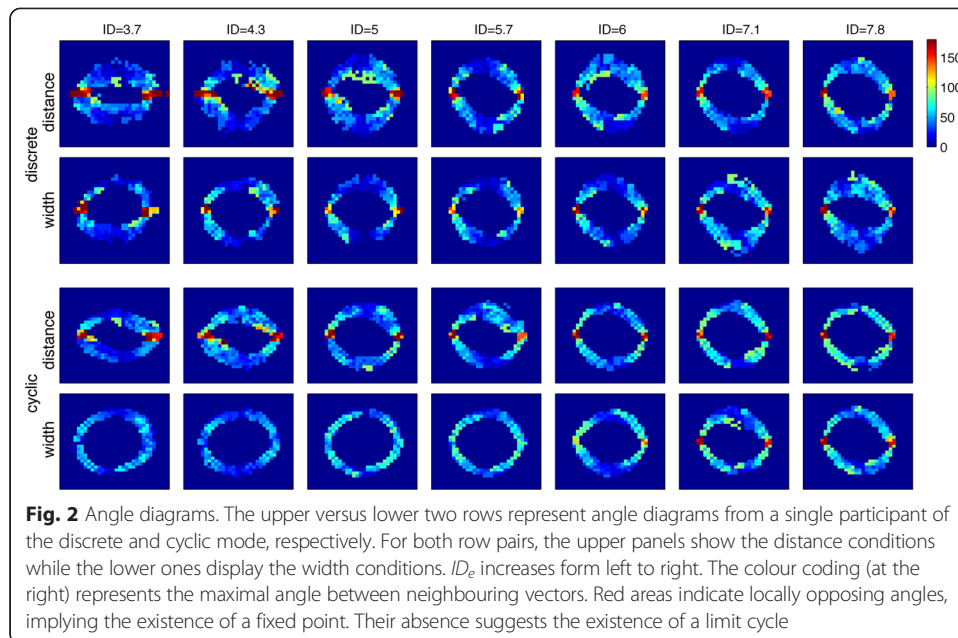 ID=3.7 ID=4.3 ID=5 ID=5.7 ID=6 ID=7.1 ID=7.8
discrete
distance
width
150
100
50
0
cyclic
distance
width
Fig. 2 Angle diagrams. The upper versus lower two rows represent angle diagrams from a single participant of
the discrete and cyclic mode, respectively. For both row pairs, the upper panels show the distance conditions
while the lower ones display the width conditions. IDe increases form left to right. The colour coding (at the
right) represents the maximal angle between neighbouring vectors. Red areas indicate locally opposing angles,
implying the existence of a fixed point. Their absence suggests the existence of a limit cycle